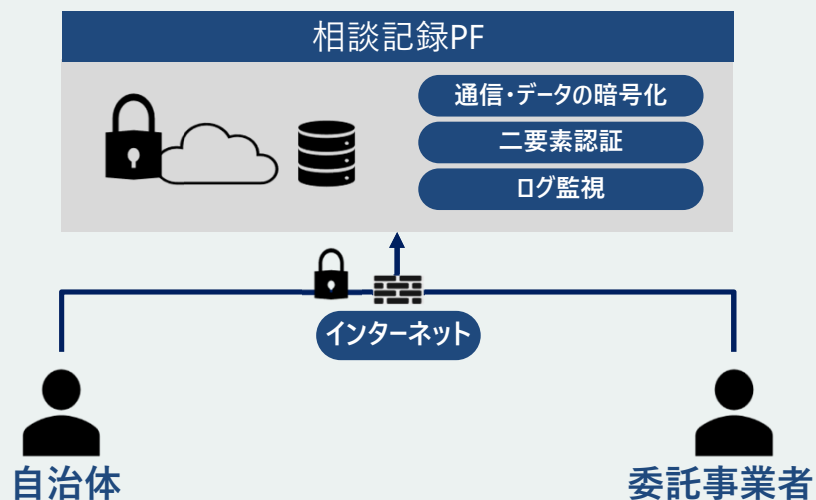 相談記録PF
通信・データの暗号化
二要素認証
ログ監視
インターネット
自治体
委託事業者